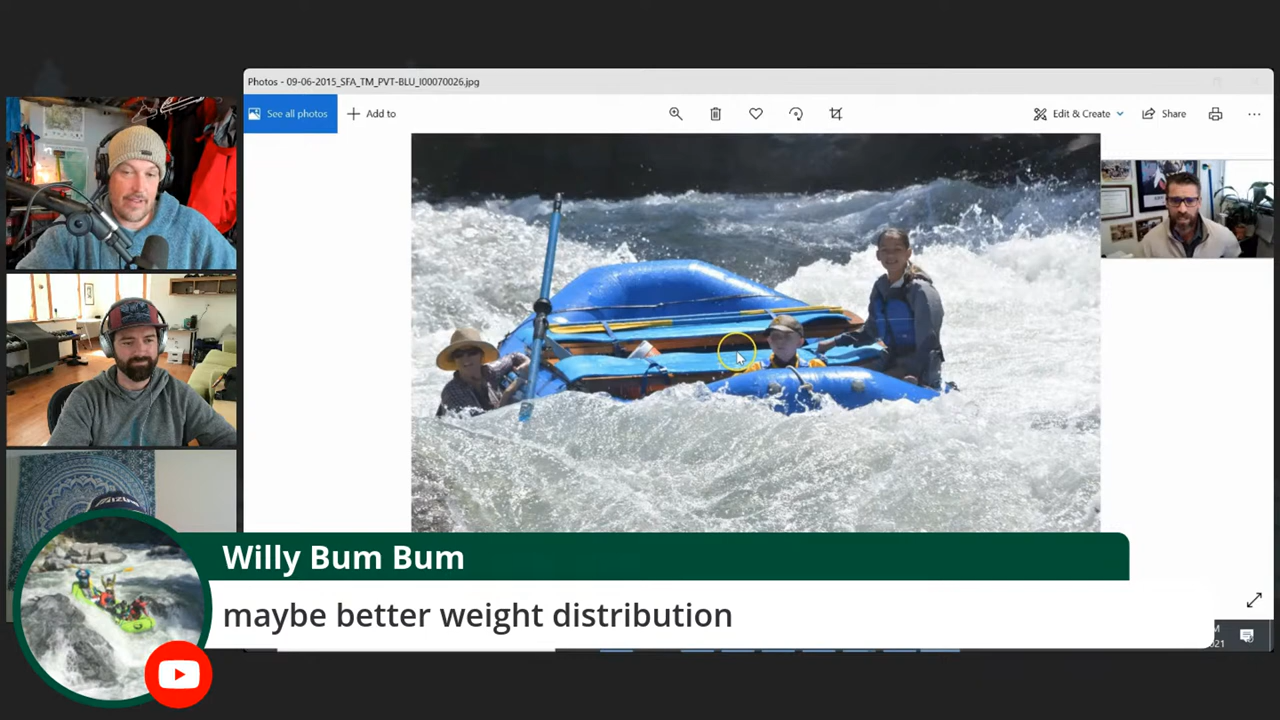 Photos - 09-06-2015_SFA_TM_PVT-BLU_I00070026.jpg
See all photos
Add to
Edit & Create
Share
Willy Bum Bum
maybe better weight distribution
M
021